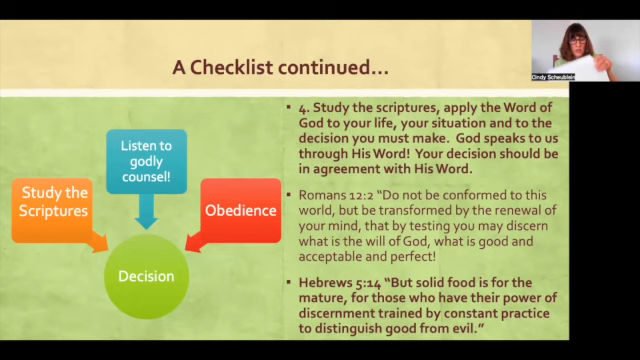 Cindy Scheublein
A Checklist continued...
Study the
Scriptures
Listen to
godly
counsel!
Obedience
Decision
▪ 4. Study the scriptures, apply the Word of
God to your life, your situation and to the
decision you must make.  God speaks to us
through His Word!  Your decision should be
in agreement with His Word.
▪ Romans 12:2 “Do not be conformed to this
world, but be transformed by the renewal of
your mind, that by testing you may discern
what is the will of God, what is good and
acceptable and perfect!
▪ Hebrews 5:14 “But solid food is for the
mature, for those who have their power of
discernment trained by constant practice
to distinguish good from evil.“